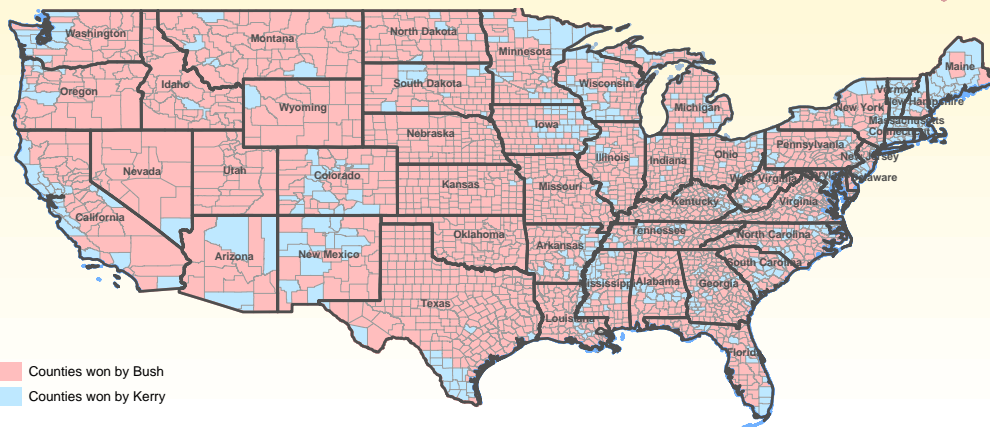 Washington
Montana
North Dakota
Minnesota
Maine
Oregon
Idaho
South Dakota
Wisconsin
Vermont
New Hampshire
Wyoming
Michigan
New York
Massachusetts
Iowa
Nebraska
Pennsylvania
Nevada
Utah
Colorado
Illinois
Indiana
Ohio
New Jersey
Kansas
Missouri
West Virginia
Delaware
California
Kentucky
Virginia
Arizona
New Mexico
Oklahoma
Arkansas
Tennessee
North Carolina
South Carolina
Mississippi
Alabama
Georgia
Texas
Louisiana
Florida
Counties won by Bush
Counties won by Kerry